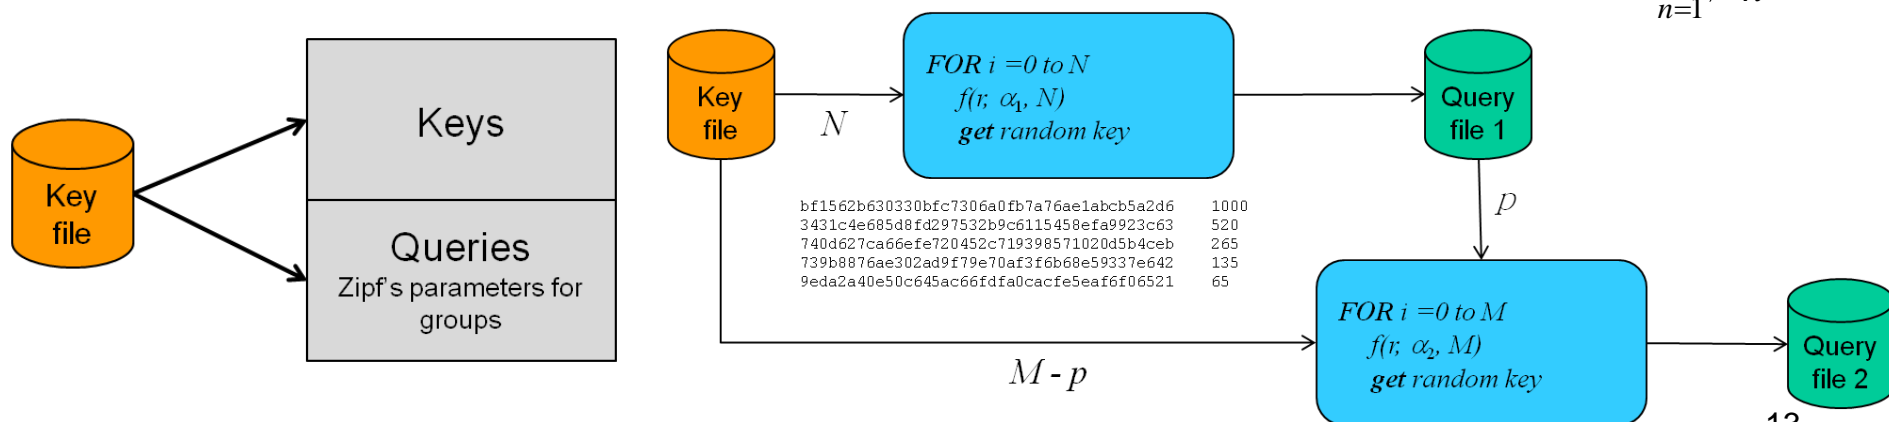 n=1
Key
file
Keys
Queries
Zipf's parameters for
groups
Key
file
N
FOR i =0 to N
f(r, α1, N)
get random key
Query
file 1
bf1562b630330bfc7306a0fb7a76ae1abcb5a2d6 1000
3431c4e685d8fd297532b9c6115458efa9923c63 520
740d627ca66efe720452c719398571020d5b4ceb 265
739b8876ae302ad9f79e70af3f6b68e59337e642 135
9eda2a40e50c645ac66fdfa0cacfe5eaf6f06521 65
p
M - p
FOR i =0 to M
f(r, α2, M)
get random key
Query
file 2